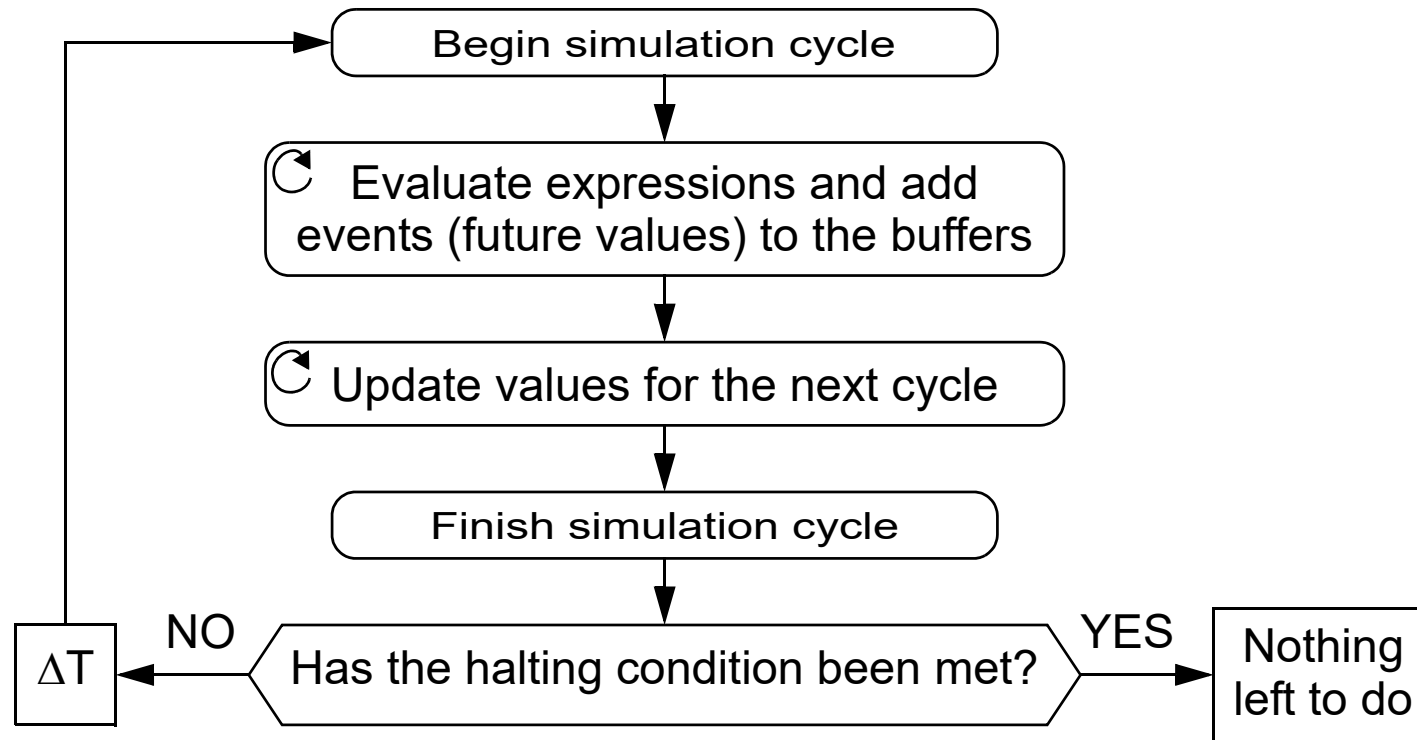 Begin simulation cycle
Evaluate expressions and add
events (future values) to the buffers
Update values for the next cycle
Finish simulation cycle
NO
YES
ΔT
Has the halting condition been met?
Nothing
left to do